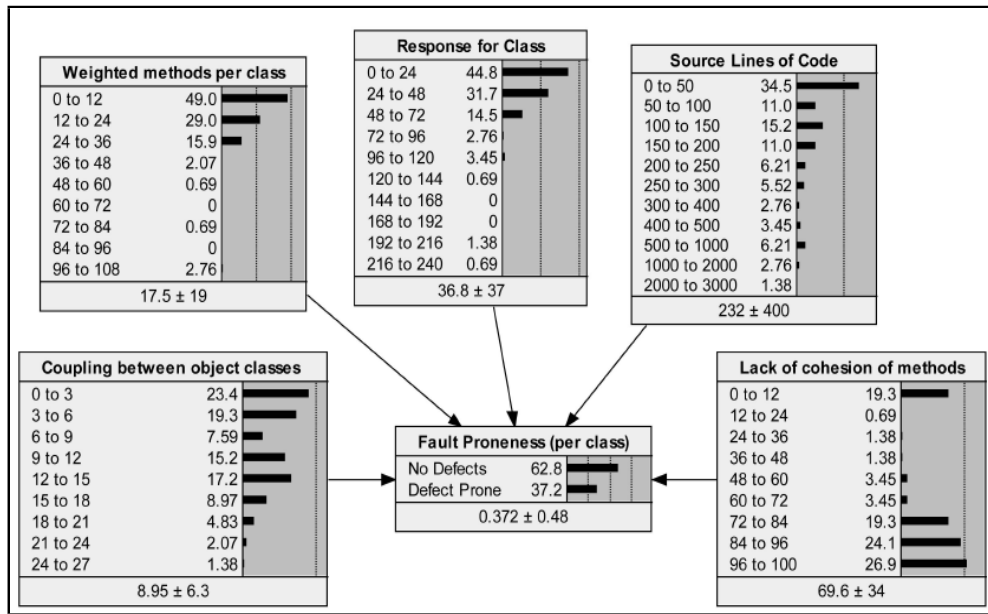 Weighted methods per class
0 to 12 49.0
12 to 24 29.0
24 to 36 15.9
36 to 48 2.07
48 to 60 0.69
60 to 72 0
72 to 84 0.69
84 to 96 0
96 to 108 2.76
17.5 ± 19
Response for Class
0 to 24 44.8
24 to 48 31.7
48 to 72 14.5
72 to 96 2.76
96 to 120 3.45
120 to 144 0.69
144 to 168 0
168 to 192 0
192 to 216 1.38
216 to 240 0.69
36.8 ± 37
Source Lines of Code
0 to 50 34.5
50 to 100 11.0
100 to 150 15.2
150 to 200 11.0
200 to 250 6.21
250 to 300 5.52
300 to 400 2.76
400 to 500 3.45
500 to 1000 6.21
1000 to 2000 2.76
2000 to 3000 1.38
232 ± 400
Coupling between object classes
0 to 3 23.4
3 to 6 19.3
6 to 9 7.59
9 to 12 15.2
12 to 15 17.2
15 to 18 8.97
18 to 21 4.83
21 to 24 2.07
24 to 27 1.38
8.95 ± 6.3
Fault Proneness (per class)
No Defects 62.8
Defect Prone 37.2
0.372 ± 0.48
Lack of cohesion of methods
0 to 12 19.3
12 to 24 0.69
24 to 36 1.38
36 to 48 1.38
48 to 60 3.45
60 to 72 3.45
72 to 84 19.3
84 to 96 24.1
96 to 100 26.9
69.6 ± 34